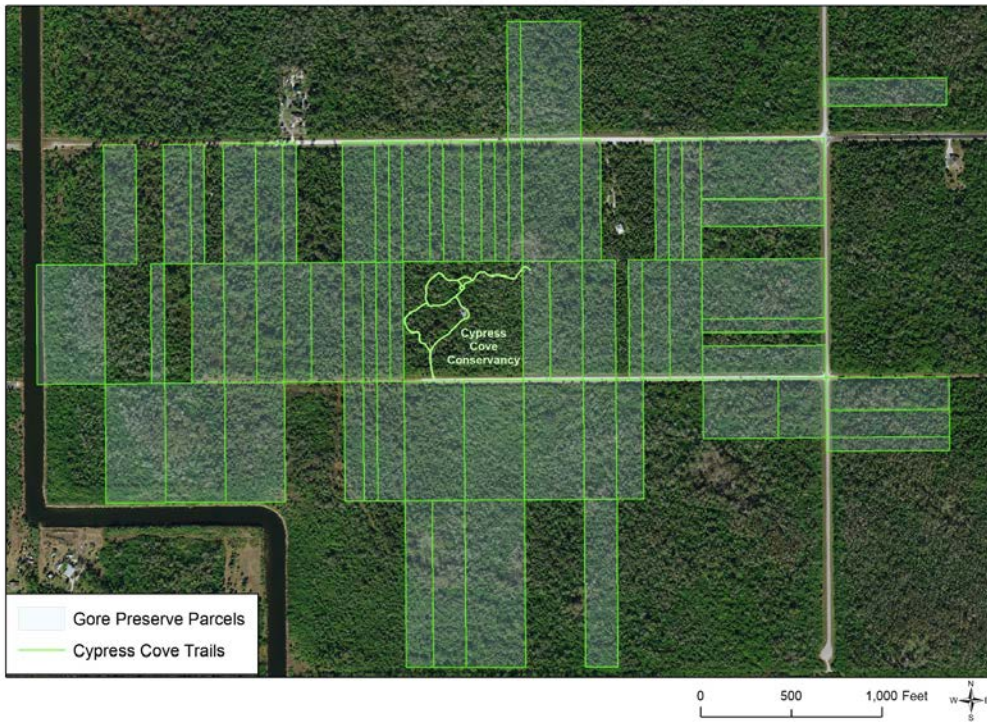 Cypress
Cove
Conservancy
Gore Preserve Parcels
Cypress Cove Trails
0 500 1,000 Feet
N
W E
S